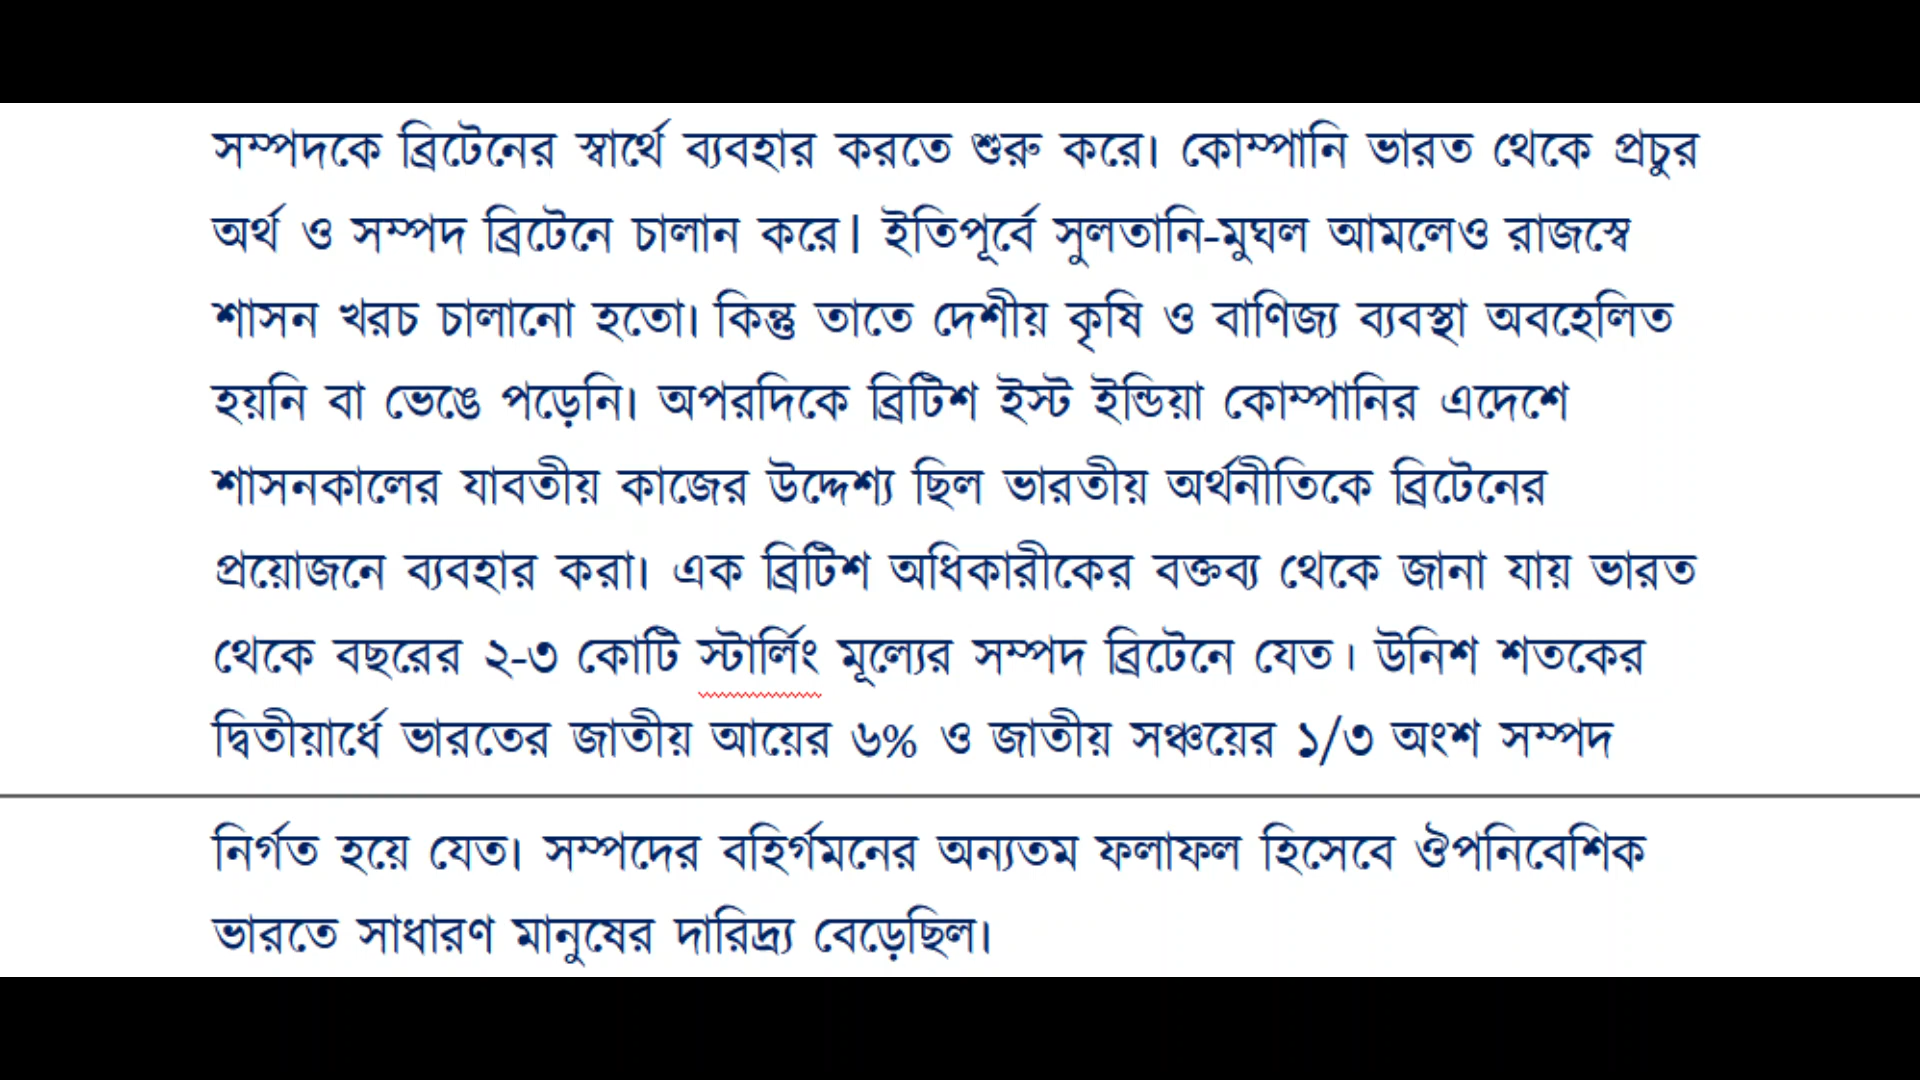 সম্পদকে ব্রিটেনের স্বার্থে ব্যবহার করতে শুরু করে। কোম্পানি ভারত থেকে প্রচুর
অর্থ ও সম্পদ ব্রিটেনে চালান করে। ইতিপূর্বে সুলতানি-মুঘল আমলেও রাজস্বে
শাসন খরচ চালানো হতো। কিন্তু তাতে দেশীয় কৃষি ও বাণিজ্য ব্যবস্থা অবহেলিত
হয়নি বা ভেঙে পড়েনি। অপরদিকে ব্রিটিশ ইস্ট ইন্ডিয়া কোম্পানির এদেশে
শাসনকালের যাবতীয় কাজের উদ্দেশ্য ছিল ভারতীয় অর্থনীতিকে ব্রিটেনের
প্রয়োজনে ব্যবহার করা। এক ব্রিটিশ অধিকারীকের বক্তব্য থেকে জানা যায় ভারত
থেকে বছরের ২-৩ কোটি স্টার্লিং মূল্যের সম্পদ ব্রিটেনে যেত। উনিশ শতকের
দ্বিতীয়ার্ধে ভারতের জাতীয় আয়ের ৬% ও জাতীয় সঞ্চয়ের ১/৩ অংশ সম্পদ
নির্গত হয়ে যেত। সম্পদের বহির্গমনের অন্যতম ফলাফল হিসেবে ঔপনিবেশিক
ভারতে সাধারণ মানুষের দারিদ্র্য বেড়েছিল।